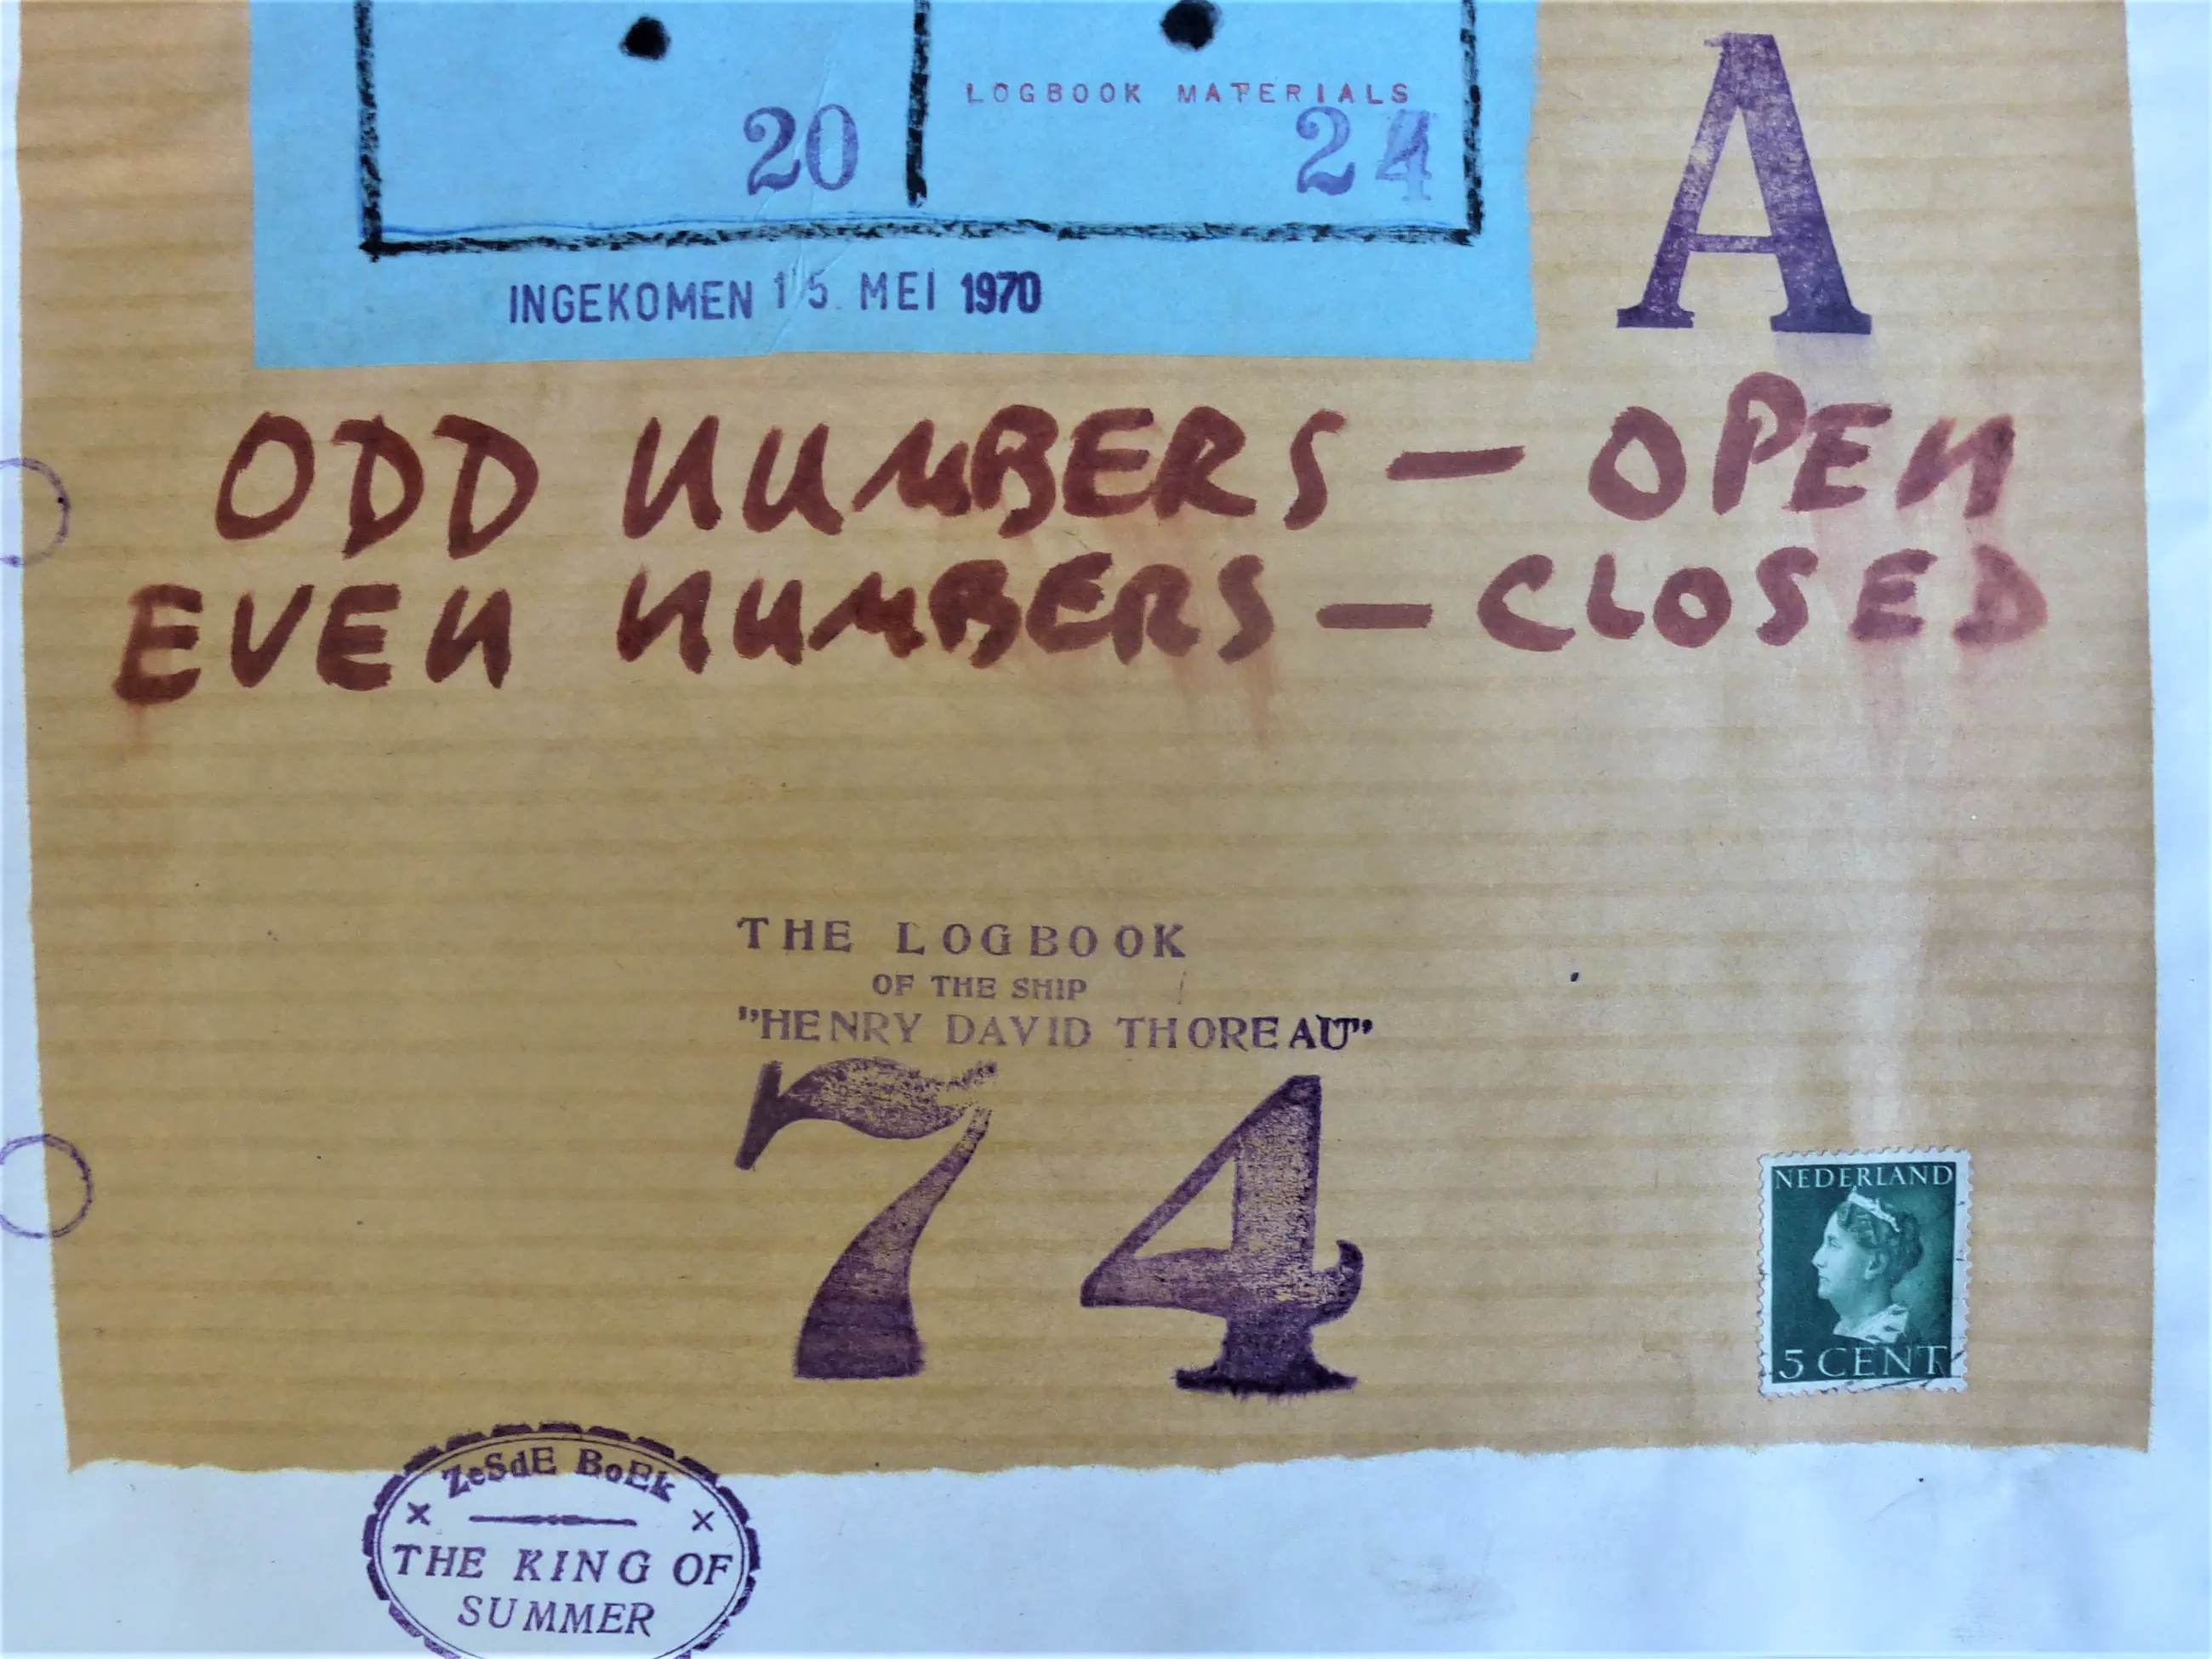 LOGBOOK MATERIALS
20 24
A
INGEKOMEN 15. MEI 1970
ODD NUMBERS — OPEN
EVEN NUMBERS — CLOSED
THE LOGBOOK
OF THE SHIP
"HENRY DAVID THOREAU"
74
NEDERLAND
5 CENT
ZeSdE BoEk
x x
THE KING OF
SUMMER